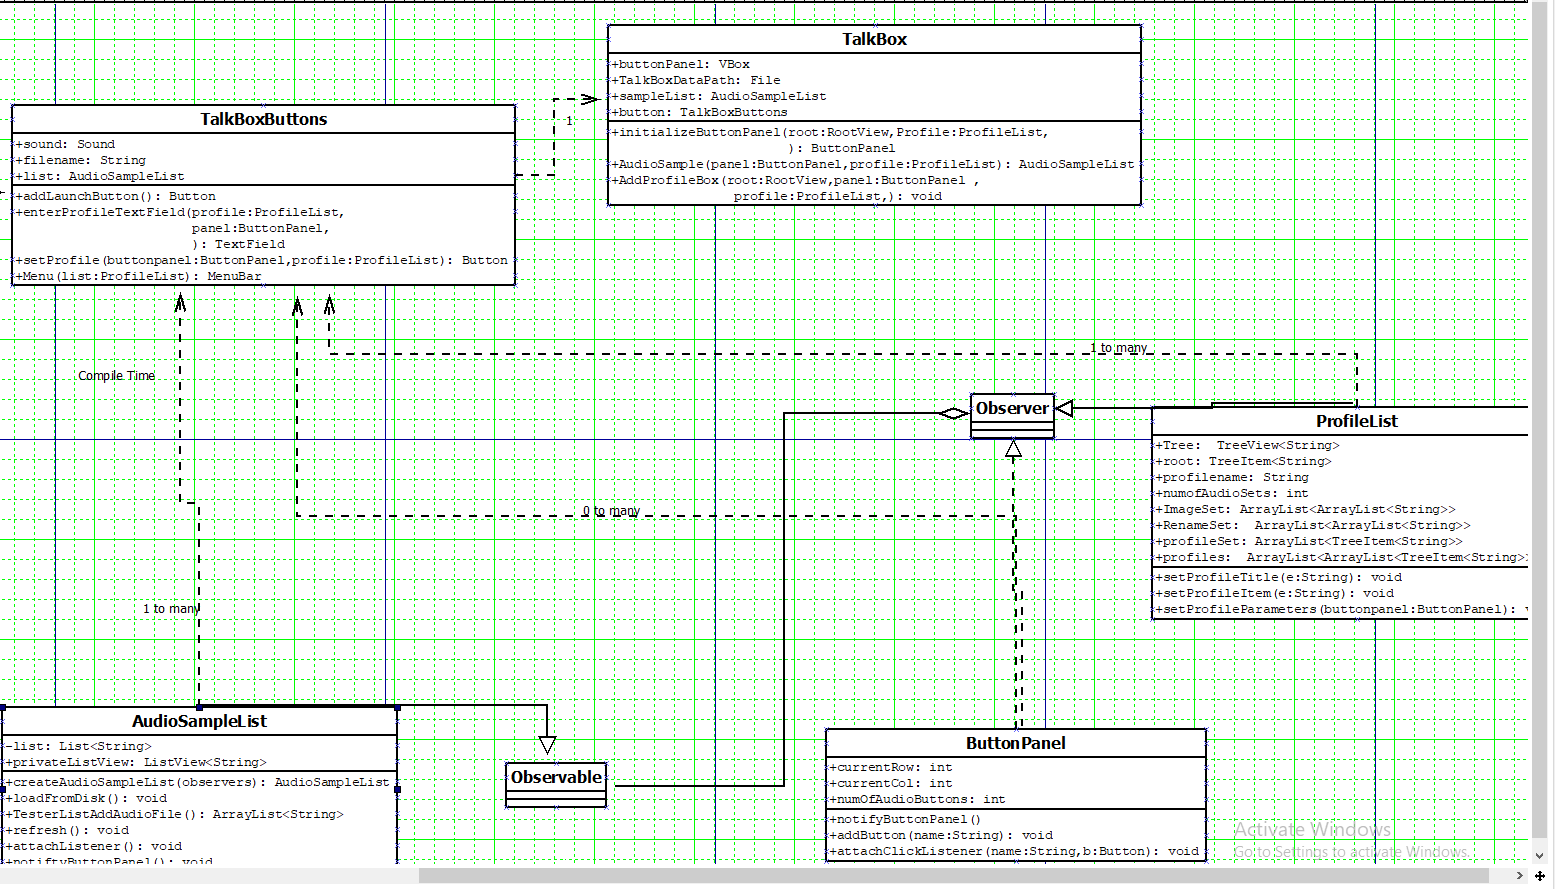 TalkBox
+buttonPanel: VBox
+TalkBoxDataPath: File
+sampleList: AudioSampleList
+button: TalkBoxButtons
+initializeButtonPanel(root:RootView,Profile:ProfileList,
): ButtonPanel
+AudioSample(panel:ButtonPanel,profile:ProfileList): AudioSampleList
+AddProfileBox(root:RootView,panel:ButtonPanel ,
profile:ProfileList,): void
TalkBoxButtons
+sound: Sound
+filename: String
+list: AudioSampleList
+addLaunchButton(): Button
+enterProfileTextField(profile:ProfileList,
panel:ButtonPanel,
): TextField
+setProfile(buttonpanel:ButtonPanel,profile:ProfileList): Button
+Menu(list:ProfileList): MenuBar
1
1 to many
Compile Time
Observer
ProfileList
+Tree:  TreeView<String>
+root: TreeItem<String>
+profilename: String
+numofAudioSets: int
+ImageSet: ArrayList<ArrayList<String>>
+RenameSet:  ArrayList<ArrayList<String>>
+profileSet: ArrayList<TreeItem<String>>
+profiles:  ArrayList<ArrayList<TreeItem<String>
+setProfileTitle(e:String): void
+setProfileItem(e:String): void
+setProfileParameters(buttonpanel:ButtonPanel):
0 to many
1 to many
AudioSampleList
-list: List<String>
+privateListView: ListView<String>
+createAudioSampleList(observers): AudioSampleList
+loadFromDisk(): void
+TesterListAddAudioFile(): ArrayList<String>
+refresh(): void
+attachListener(): void
+notiftyButtonPanel(): void
Observable
ButtonPanel
+currentRow: int
+currentCol: int
+numOfAudioButtons: int
+notifyButtonPanel()
+addButton(name:String): void
+attachClickListener(name:String,b:Button): void
Activate Windows
Go to Settings to activate Windows.